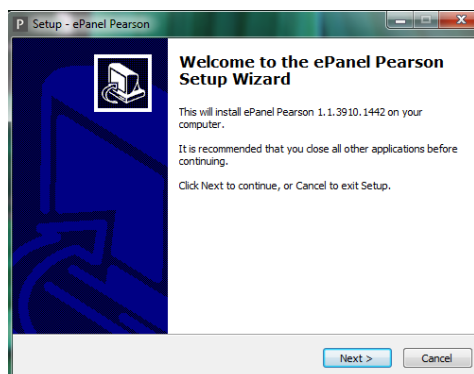 P Setup - ePanel Pearson
Welcome to the ePanel Pearson
Setup Wizard
This will install ePanel Pearson 1.1.3910.1442 on your
computer.
It is recommended that you close all other applications before
continuing.
Click Next to continue, or Cancel to exit Setup.
Next > Cancel